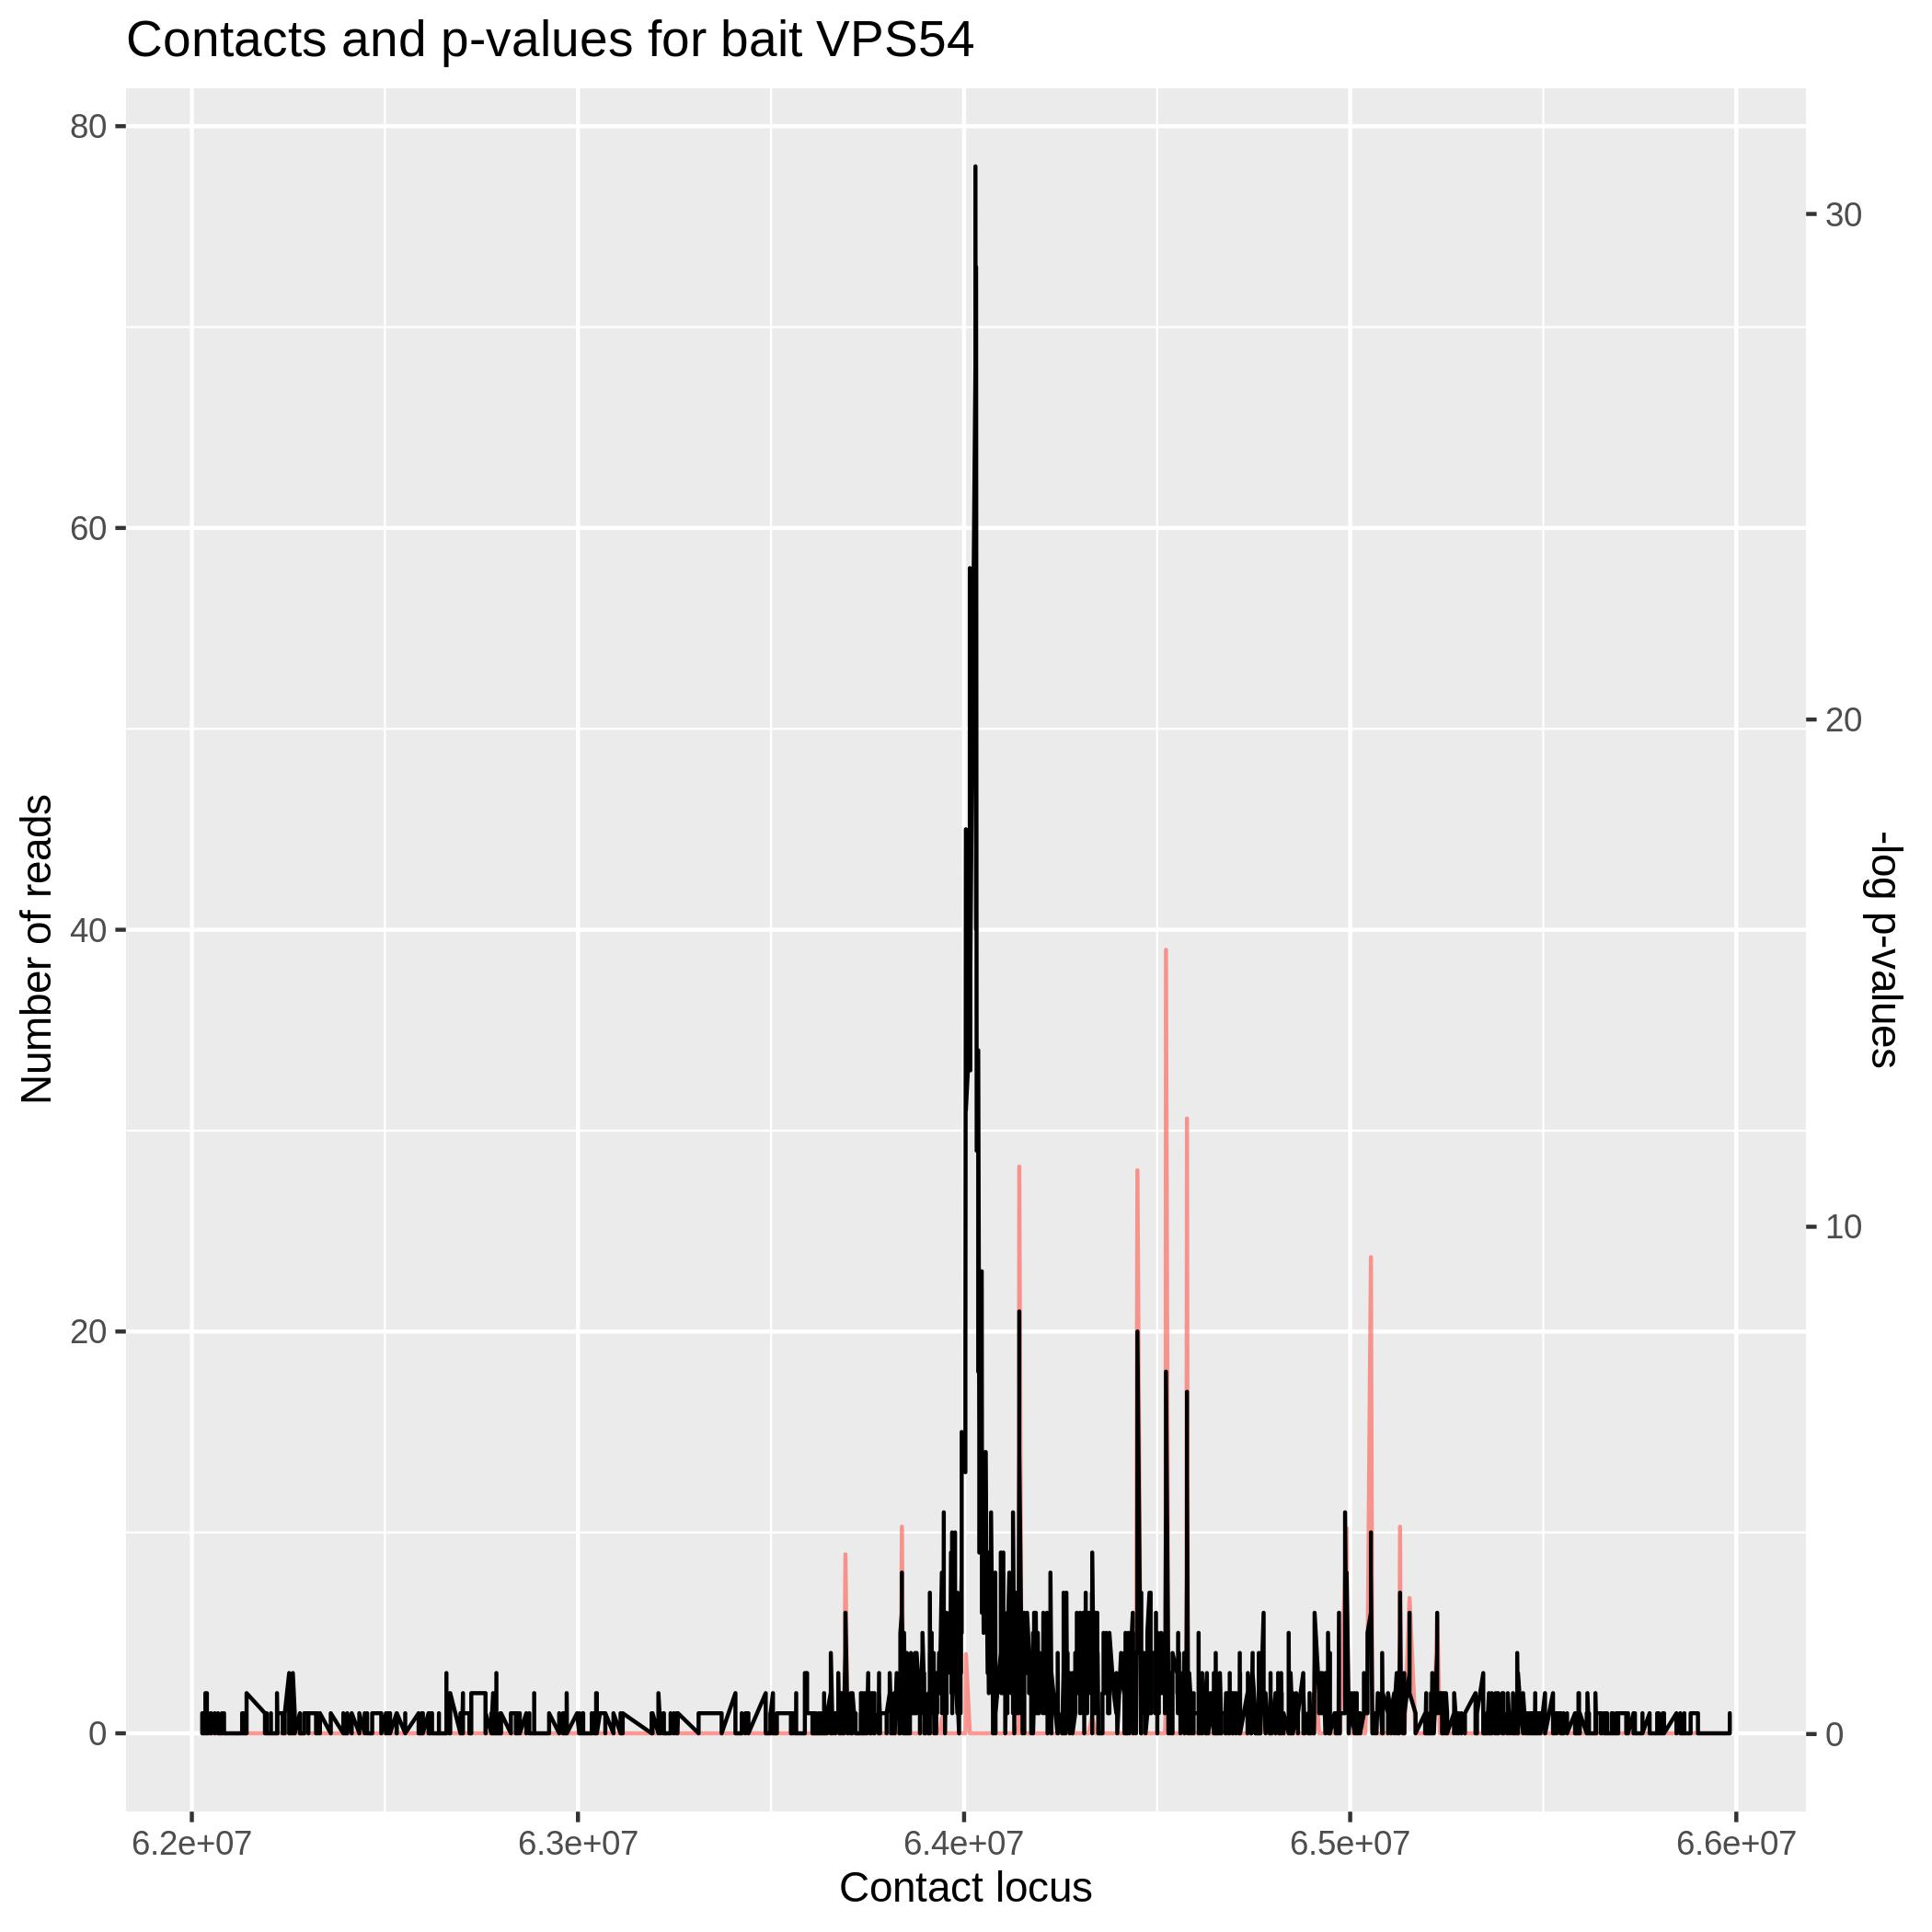 Contacts and p-values for bait VPS54
80
60
40
20
0
Number of reads
30
20
10
0
-log p-values
6.2e+07
6.3e+07
6.4e+07
6.5e+07
6.6e+07
Contact locus